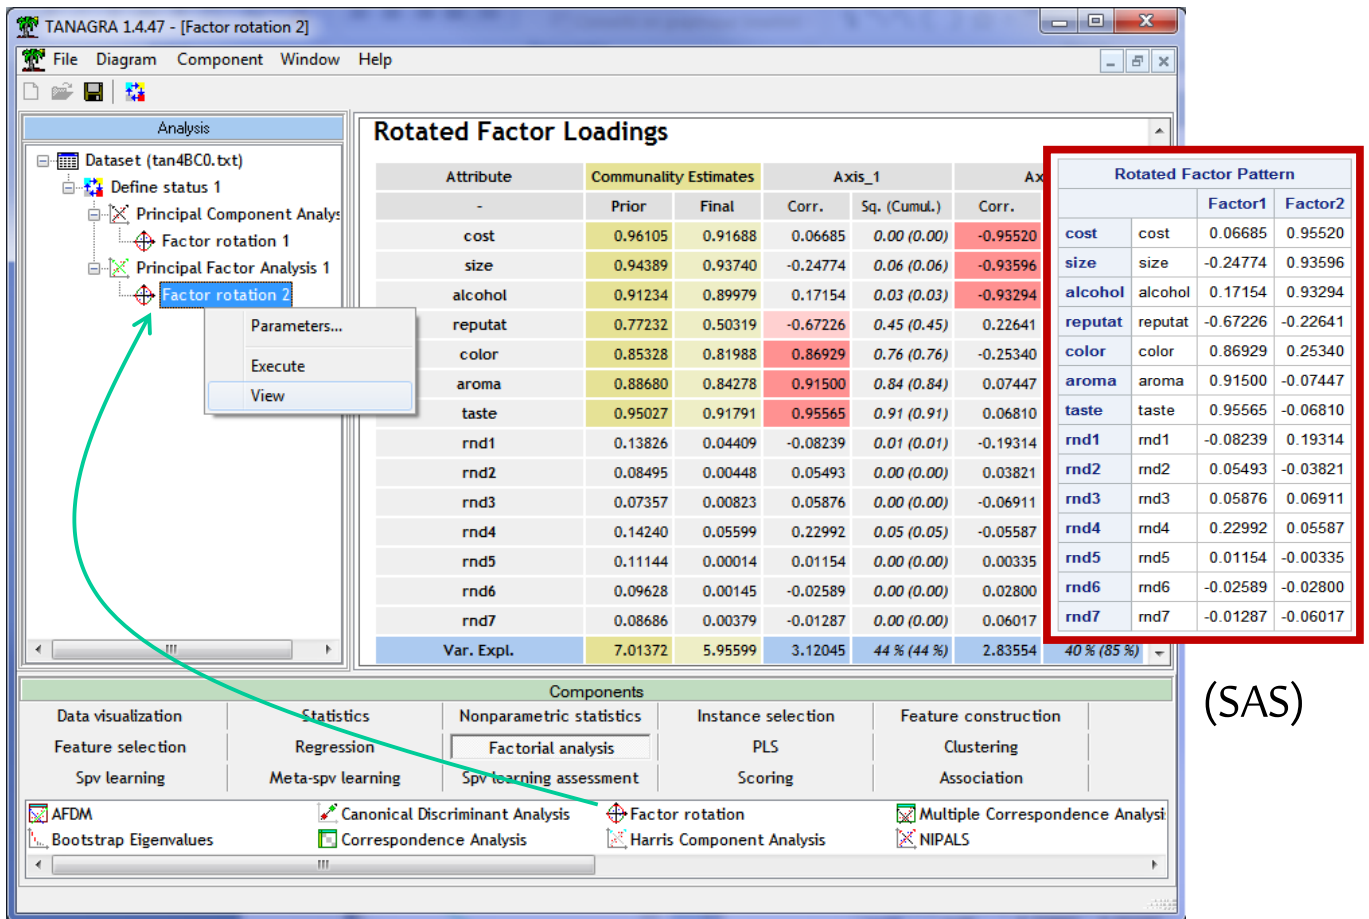 TANAGRA 1.4.47 - [Factor rotation 2]
File Diagram Component Window Help
Analysis
Dataset (tan4BC0.txt)
Define status 1
Principal Component Analys
Factor rotation 1
Principal Factor Analysis 1
Factor rotation 2
Parameters...
Execute
View
Rotated Factor Loadings
Attribute Communality Estimates Axis_1 Ax
- Prior Final Corr. Sq. (Cumul.) Corr.
cost 0.96105 0.91688 0.06685 0.00 (0.00) -0.95520
size 0.94389 0.93740 -0.24774 0.06 (0.06) -0.93596
alcohol 0.91234 0.89979 0.17154 0.03 (0.03) -0.93294
reputat 0.77232 0.50319 -0.67226 0.45 (0.45) 0.22641
color 0.85328 0.81988 0.86929 0.76 (0.76) -0.25340
aroma 0.88680 0.84278 0.91500 0.84 (0.84) 0.07447
taste 0.95027 0.91791 0.95565 0.91 (0.91) 0.06810
rnd1 0.13826 0.04409 -0.08239 0.01 (0.01) -0.19314
rnd2 0.08495 0.00448 0.05493 0.00 (0.00) 0.03821
rnd3 0.07357 0.00823 0.05876 0.00 (0.00) -0.06911
rnd4 0.14240 0.05599 0.22992 0.05 (0.05) -0.05587
rnd5 0.11144 0.00014 0.01154 0.00 (0.00) 0.00335
rnd6 0.09628 0.00145 -0.02589 0.00 (0.00) 0.02800
rnd7 0.08686 0.00379 -0.01287 0.00 (0.00) 0.06017
Var. Expl. 7.01372 5.95599 3.12045 44 % (44 %) 2.83554 40 % (85 %)
Rotated Factor Pattern
Factor1 Factor2
cost cost 0.06685 0.95520
size size -0.24774 0.93596
alcohol alcohol 0.17154 0.93294
reputat reputat -0.67226 -0.22641
color color 0.86929 0.25340
aroma aroma 0.91500 -0.07447
taste taste 0.95565 -0.06810
rnd1 rnd1 -0.08239 0.19314
rnd2 rnd2 0.05493 -0.03821
rnd3 rnd3 0.05876 0.06911
rnd4 rnd4 0.22992 0.05587
rnd5 rnd5 0.01154 -0.00335
rnd6 rnd6 -0.02589 -0.02800
rnd7 rnd7 -0.01287 -0.06017
(SAS)
Components
Data visualization Statistics Nonparametric statistics Instance selection Feature construction
Feature selection Regression Factorial analysis PLS Clustering
Spv learning Meta-spv learning Spv learning assessment Scoring Association
AFDM Canonical Discriminant Analysis Factor rotation Multiple Correspondence Analysi
Bootstrap Eigenvalues Correspondence Analysis Harris Component Analysis NIPALS